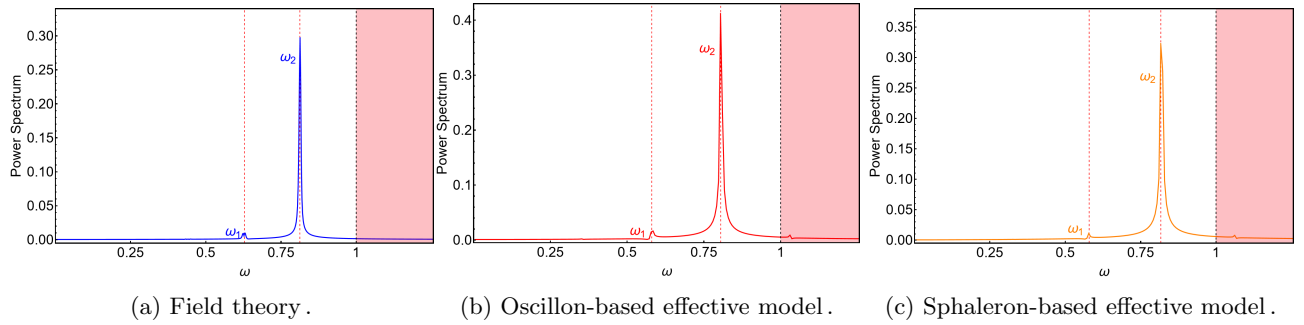 Power Spectrum
0.30
0.25
0.20
0.15
0.10
0.05
0.00
ω₂
ω₁
0.25 0.5 0.75 1
ω
(a) Field theory .
Power Spectrum
0.4
0.3
0.2
0.1
0.0
ω₂
ω₁
0.25 0.5 0.75 1
ω
(b) Oscillon-based effective model .
Power Spectrum
0.35
0.30
0.25
0.20
0.15
0.10
0.05
0.00
ω₂
ω₁
0.25 0.5 0.75 1
ω
(c) Sphaleron-based effective model .